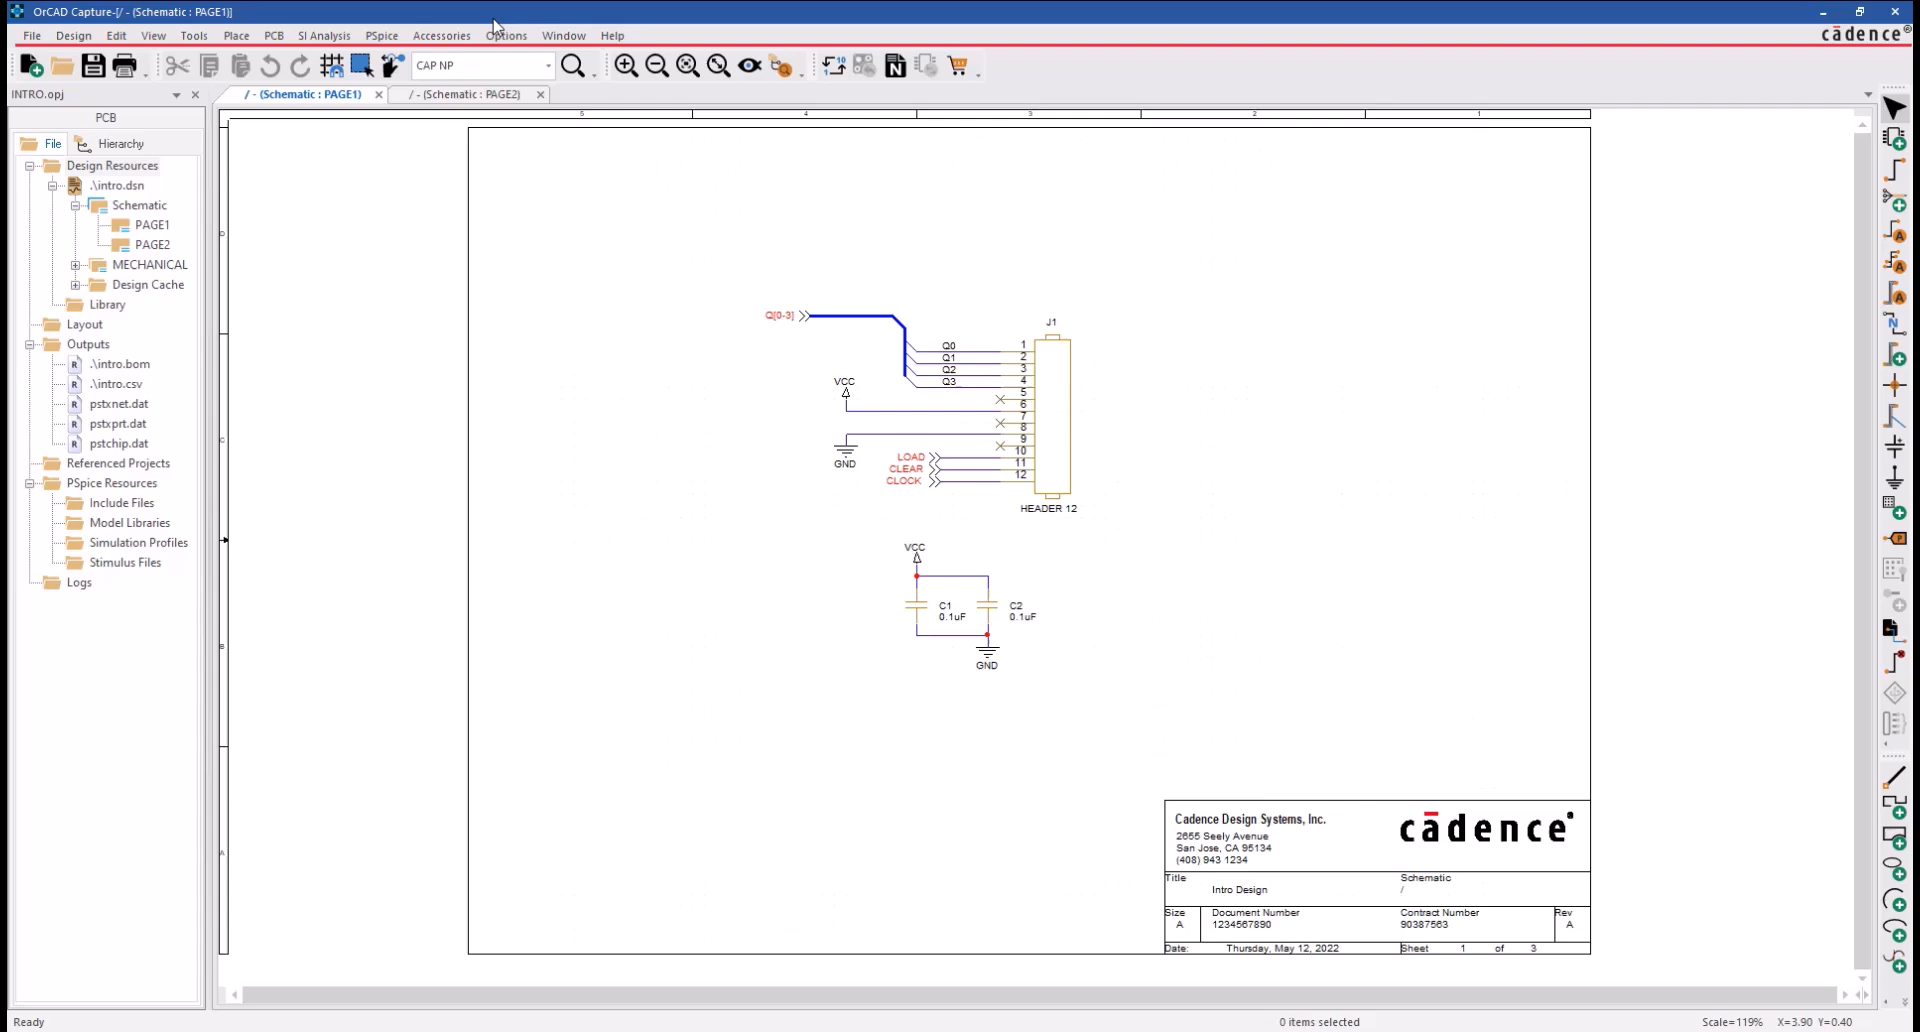 OrCAD Capture-[/ - (Schematic : PAGE1)]
File Design Edit View Tools Place PCB SI Analysis PSpice Accessories Options Window Help
cādence®
CAP NP
INTRO.opj
/ - (Schematic : PAGE1)
/ - (Schematic : PAGE2)
PCB
File
Hierarchy
Design Resources
.\intro.dsn
Schematic
PAGE1
PAGE2
MECHANICAL
Design Cache
Library
Layout
Outputs
.\intro.bom
.\intro.csv
pstxnet.dat
pstxprt.dat
pstchip.dat
Referenced Projects
PSpice Resources
Include Files
Model Libraries
Simulation Profiles
Stimulus Files
Logs
5 4 3 2 1
D
C
B
A
Q[0-3]
J1
Q0 1
Q1 2
Q2 3
Q3 4
5
6
7
8
9
10
11
12
VCC
GND
LOAD
CLEAR
CLOCK
HEADER 12
VCC
C1
0.1uF
C2
0.1uF
GND
Cadence Design Systems, Inc.
2655 Seely Avenue
San Jose, CA 95134
(408) 943 1234
cādence®
Title
Intro Design
Schematic
/
Size
A
Document Number
1234567890
Contract Number
90387563
Rev
A
Date: Thursday, May 12, 2022
Sheet 1 of 3
Ready
0 items selected
Scale=119% X=3.90 Y=0.40